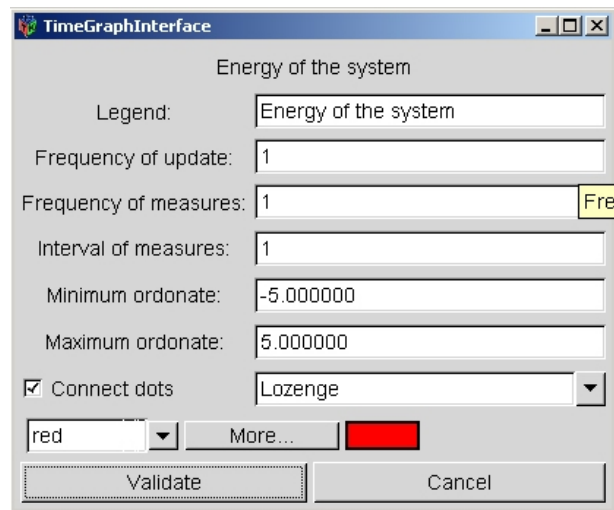 TimeGraphInterface
Energy of the system
Legend: Energy of the system
Frequency of update: 1
Frequency of measures: 1 Fre
Interval of measures: 1
Minimum ordonate: -5.000000
Maximum ordonate: 5.000000
Connect dots Lozenge
red More...
Validate Cancel